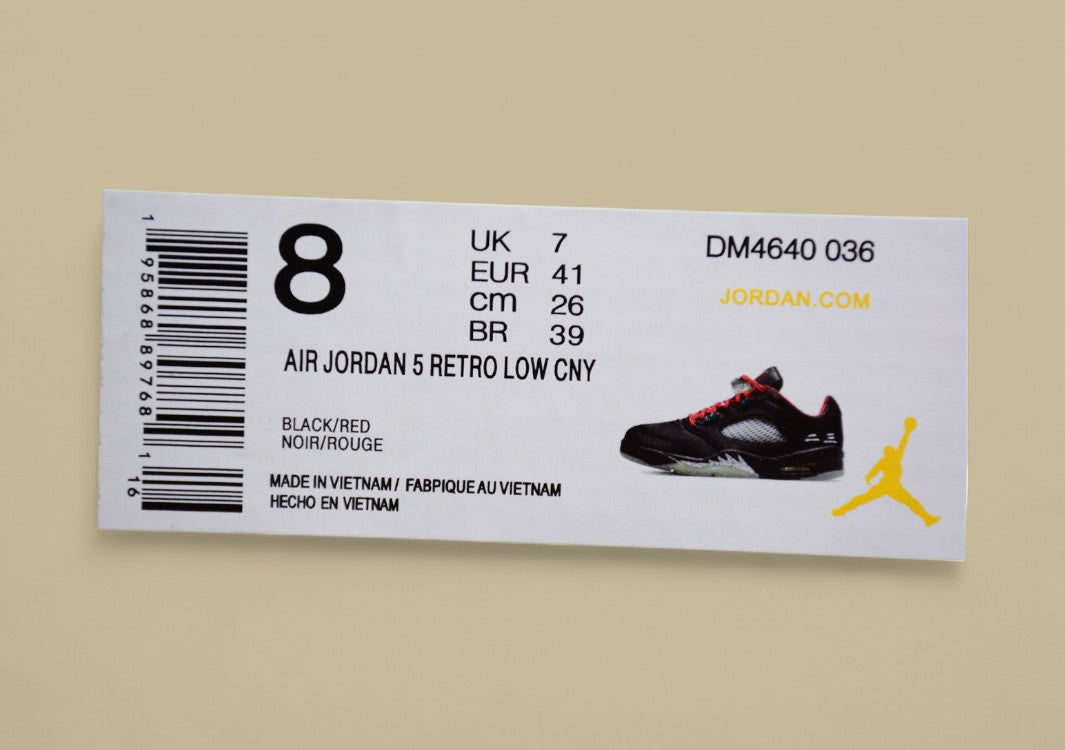 1 95868 89768 1 16
8
UK 7
EUR 41
cm 26
BR 39
AIR JORDAN 5 RETRO LOW CNY
BLACK/RED
NOIR/ROUGE
MADE IN VIETNAM / FABPIQUE AU VIETNAM
HECHO EN VIETNAM
DM4640 036
JORDAN.COM